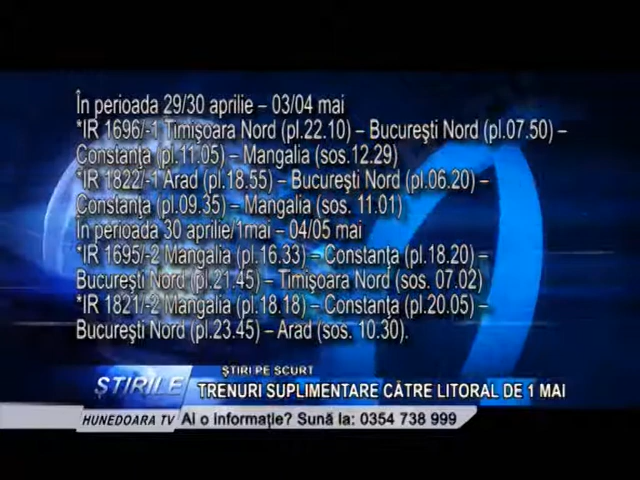 În perioada 29/30 aprilie – 03/04 mai
*IR 1696/-1 Timişoara Nord (pl.22.10) – Bucureşti Nord (pl.07.50) –
Constanţa (pl.11.05) – Mangalia (sos.12.29)
*IR 1822/-1 Arad (pl.18.55) – Bucureşti Nord (pl.06.20) –
Constanţa (pl.09.35) – Mangalia (sos. 11.01)
În perioada 30 aprilie/1mai – 04/05 mai
*IR 1695/-2 Mangalia (pl.16.33) – Constanţa (pl.18.20) –
Bucureşti Nord (pl.21.45) – Timişoara Nord (sos. 07.02)
*IR 1821/-2 Mangalia (pl.18.18) – Constanţa (pl.20.05) –
Bucureşti Nord (pl.23.45) – Arad (sos. 10.30).
ŞTIRI PE SCURT
ŞTIRILE TRENURI SUPLIMENTARE CĂTRE LITORAL DE 1 MAI
HUNEDOARA TV Ai o informaţie? Sună la: 0354 738 999